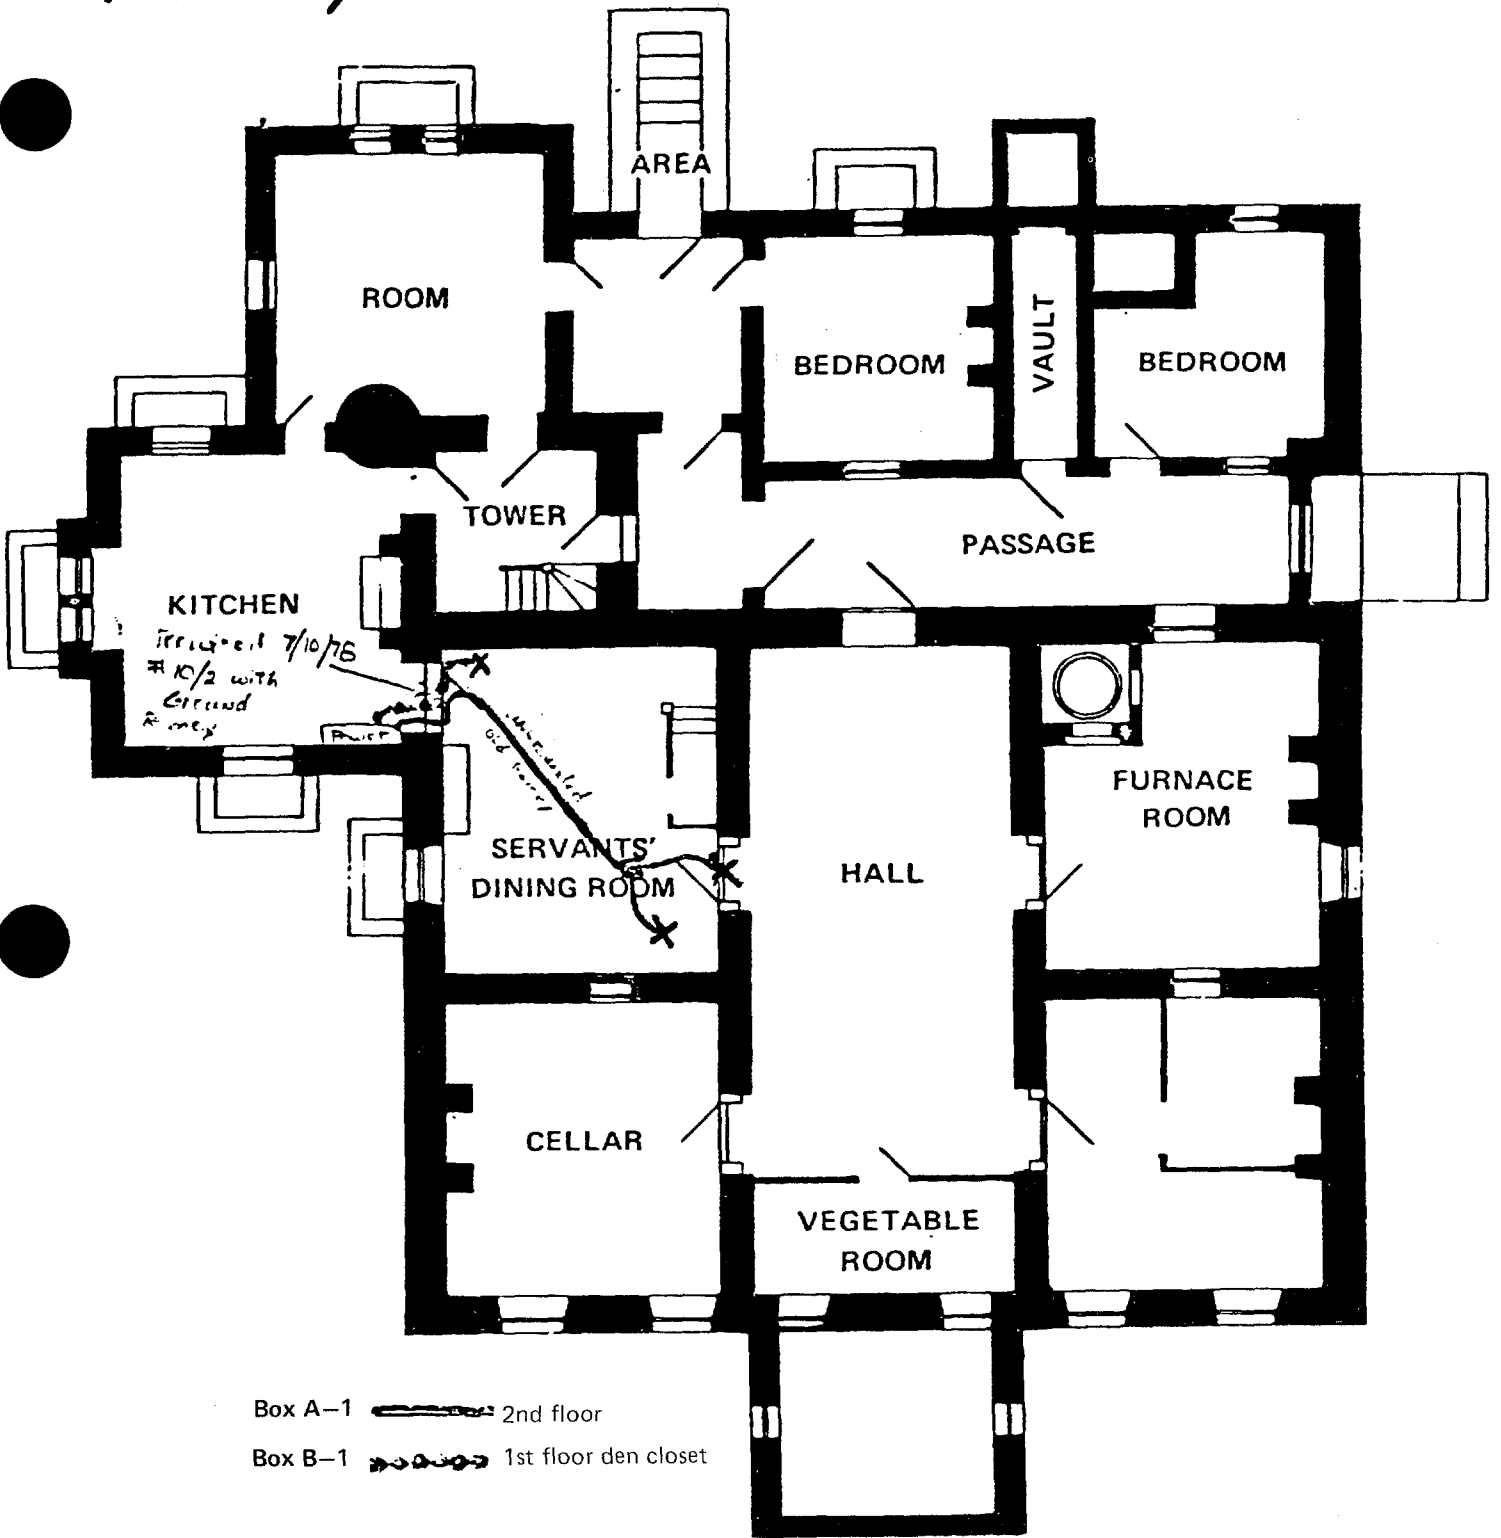 AREA
ROOM
BEDROOM
VAULT
BEDROOM
TOWER
PASSAGE
KITCHEN
7/10/78
#10/2 with
Ground
FURNACE
ROOM
SERVANTS'
DINING ROOM
HALL
CELLAR
VEGETABLE
ROOM
Box A–1 2nd floor
Box B–1 1st floor den closet